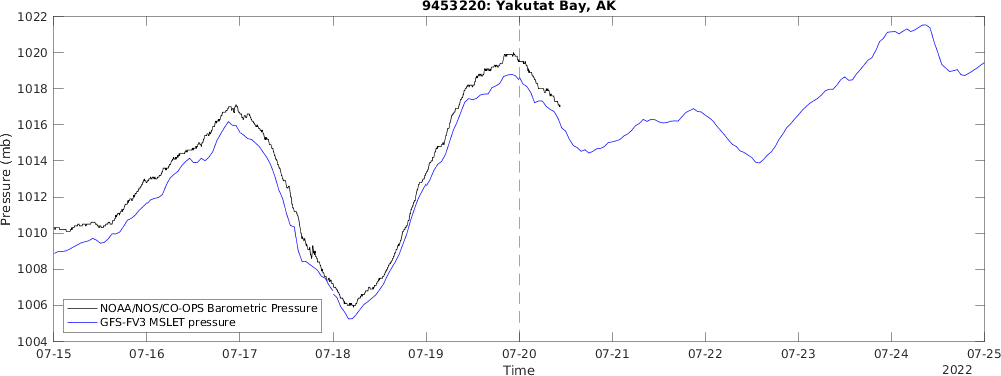 9453220: Yakutat Bay, AK
Pressure (mb)
1022
1020
1018
1016
1014
1012
1010
1008
1006
1004
NOAA/NOS/CO-OPS Barometric Pressure
GFS-FV3 MSLET pressure
07-15 07-16 07-17 07-18 07-19 07-20 07-21 07-22 07-23 07-24 07-25
Time
2022